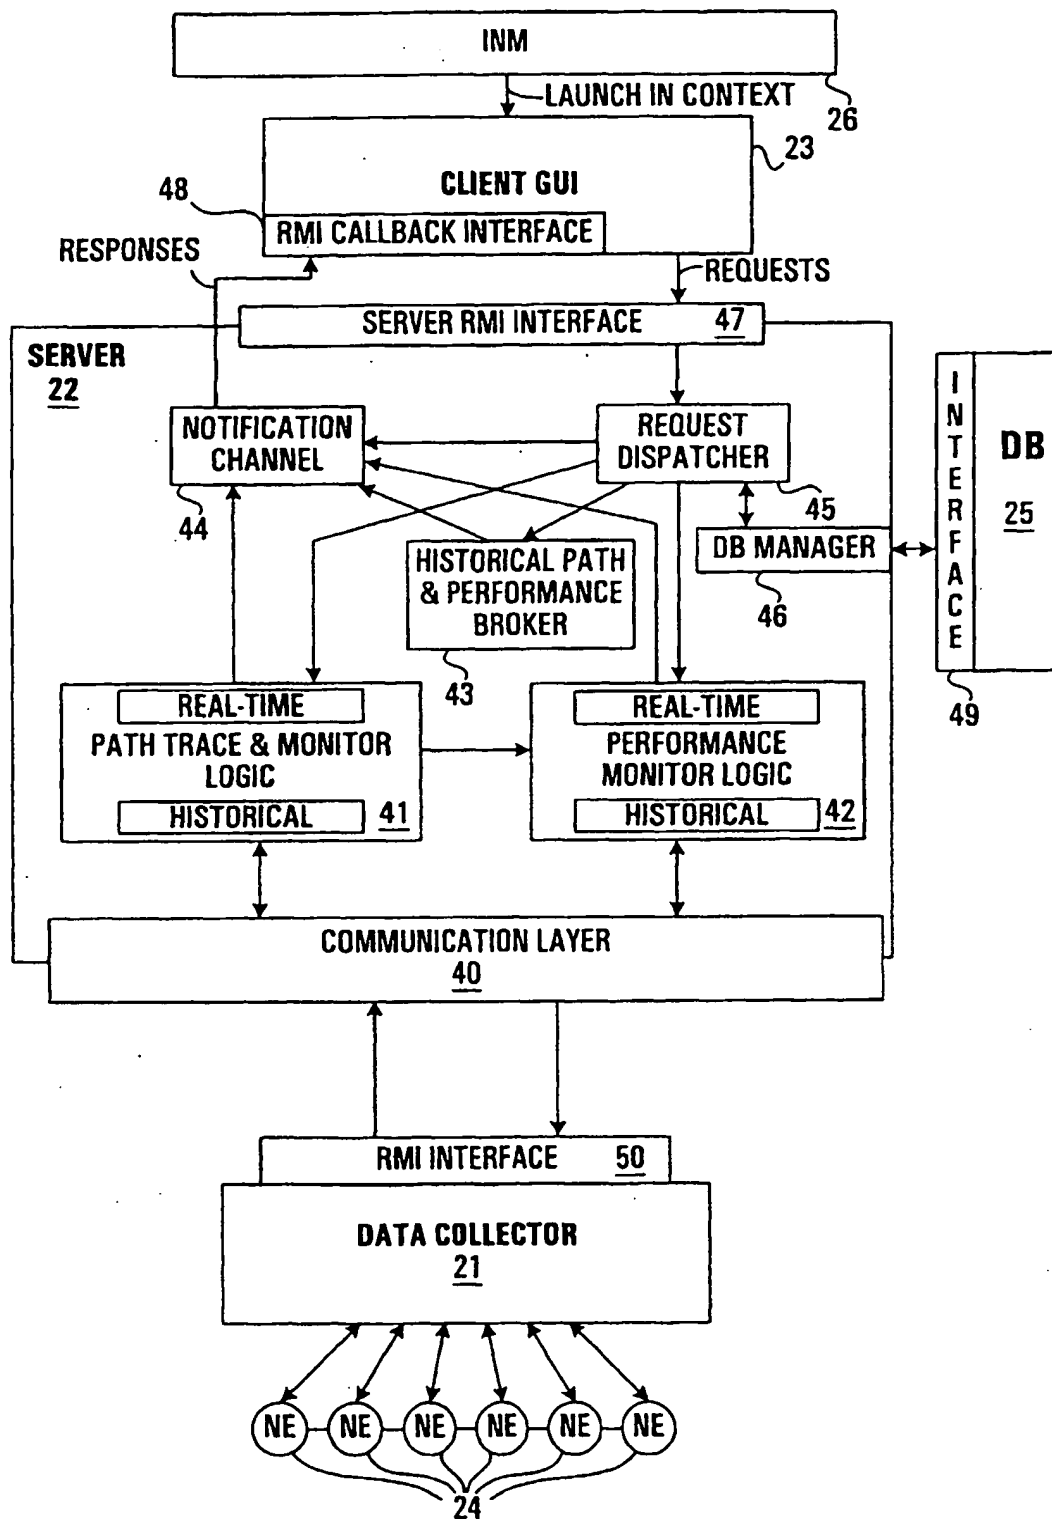 INM
LAUNCH IN CONTEXT
26
23
CLIENT GUI
48
RMI CALLBACK INTERFACE
RESPONSES
REQUESTS
SERVER RMI INTERFACE 47
SERVER
22
NOTIFICATION
CHANNEL
44
REQUEST
DISPATCHER
45
DB MANAGER
46
HISTORICAL PATH
& PERFORMANCE
BROKER
43
INTERFACE
49
DB
25
REAL-TIME
PATH TRACE & MONITOR
LOGIC
HISTORICAL
41
REAL-TIME
PERFORMANCE
MONITOR LOGIC
HISTORICAL
42
COMMUNICATION LAYER
40
RMI INTERFACE 50
DATA COLLECTOR
21
NE NE NE NE NE NE
24